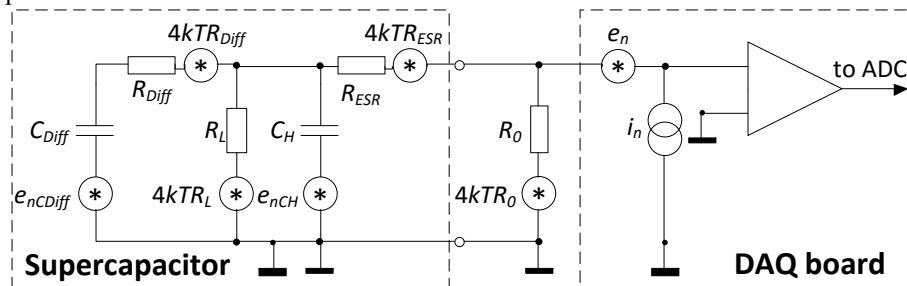 4kTR_Diff
4kTR_ESR
e_n
R_Diff
R_ESR
to ADC
C_Diff
R_L
C_H
R_0
i_n
e_nCDiff
4kTR_L
e_nCH
4kTR_0
Supercapacitor
DAQ board